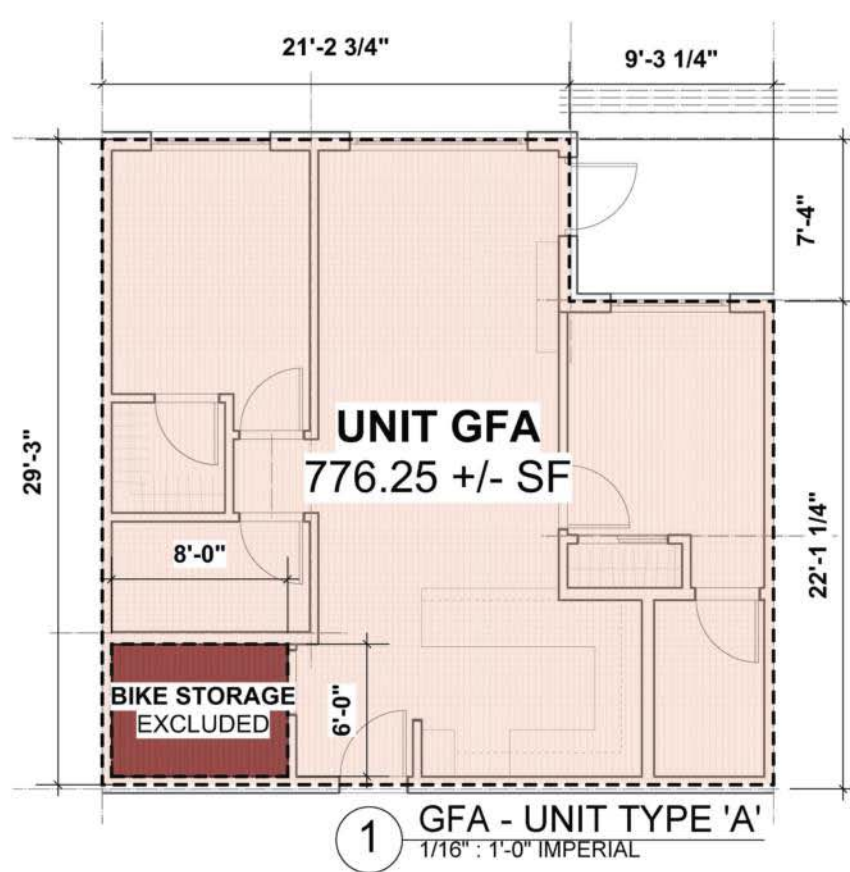 21'-2 3/4"
9'-3 1/4"
7'-4"
29'-3"
UNIT GFA
776.25 +/- SF
22'-1 1/4"
8'-0"
6'-0"
BIKE STORAGE
EXCLUDED
1
GFA - UNIT TYPE 'A'
1/16" : 1'-0" IMPERIAL